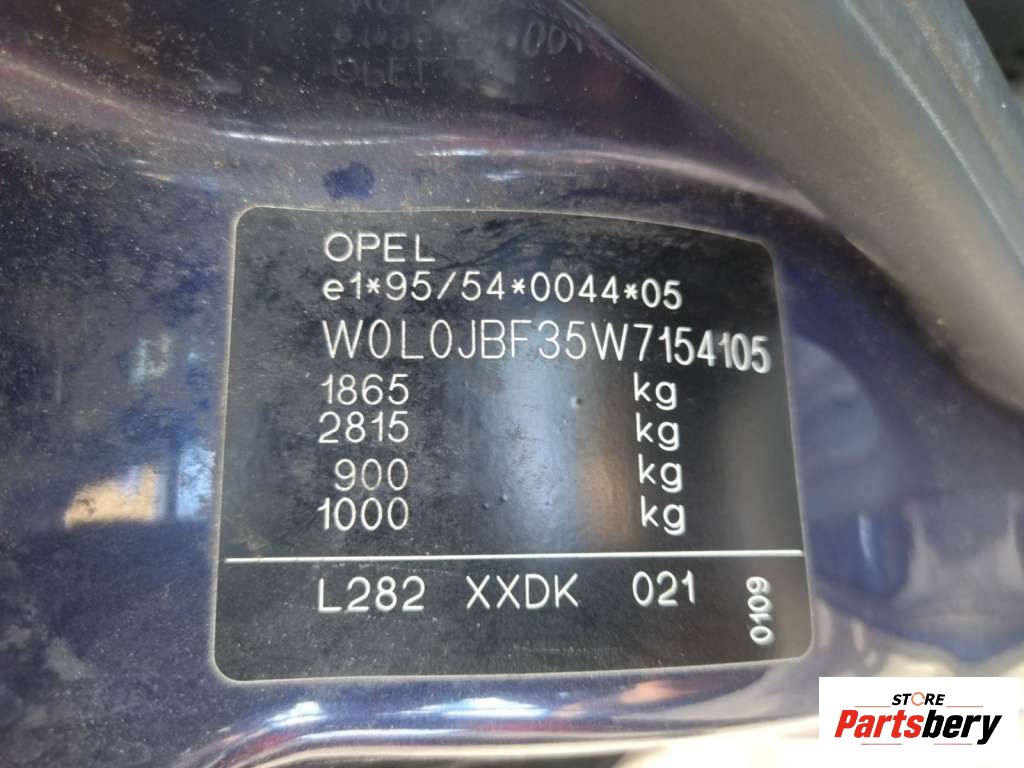 OPEL
e1*95/54*0044*05
W0L0JBF35W7154105
1865 kg
2815 kg
900 kg
1000 kg
L282 XXDK 021 0109
STORE
Partsbery